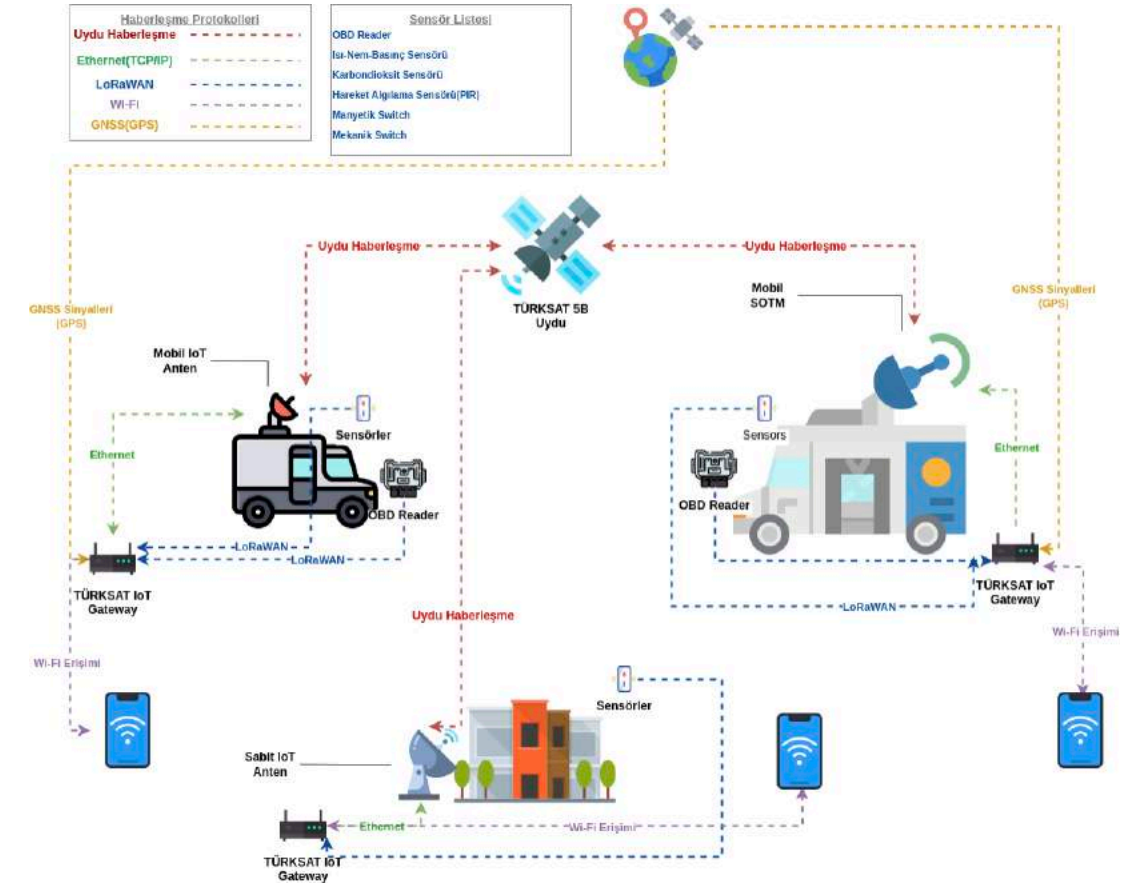 Haberleşme Protokolleri
Uydu Haberleşme
Ethernet(TCP/IP)
LoRaWAN
Wi-Fi
GNSS(GPS)
Sensör Listesi
OBD Reader
Isı-Nem-Basınç Sensörü
Karbondioksit Sensörü
Hareket Algılama Sensörü(PIR)
Manyetik Switch
Mekanik Switch
Uydu Haberleşme
Uydu Haberleşme
TÜRKSAT 5B
Uydu
Mobil
SOTM
GNSS Sinyalleri
(GPS)
GNSS Sinyalleri
(GPS)
Mobil IoT
Anten
Sensörler
Ethernet
OBD Reader
LoRaWAN
LoRaWAN
TÜRKSAT IoT
Gateway
Wi-Fi Erişimi
Sensors
OBD Reader
Ethernet
TÜRKSAT IoT
Gateway
LoRaWAN
Wi-Fi Erişimi
Uydu Haberleşme
Sensörler
Sabit IoT
Anten
Ethernet
Wi-Fi Erişimi
TÜRKSAT IoT
Gateway